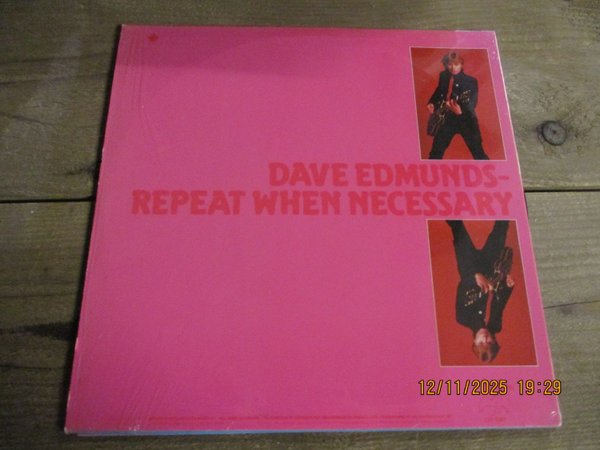 DAVE EDMUNDS-
REPEAT WHEN NECESSARY
12/11/2025 19:29